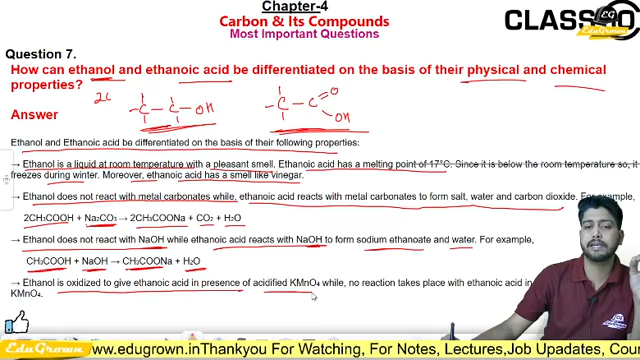 Chapter-4
Carbon & Its Compounds
Most Important Questions
CLASS 10
EduGrown
Question 7.
How can ethanol and ethanoic acid be differentiated on the basis of their physical and chemical
properties?
Answer
2C
-C-C-OH
-C-C=O
OH
Ethanol and Ethanoic acid be differentiated on the basis of their following properties:
→ Ethanol is a liquid at room temperature with a pleasant smell. Ethanoic acid has a melting point of 17°C. Since it is below the room temperature so, it
freezes during winter. Moreover, ethanoic acid has a smell like vinegar.
→ Ethanol does not react with metal carbonates while, ethanoic acid reacts with metal carbonates to form salt, water and carbon dioxide. For example,
2CH₃COOH + Na₂CO₃ → 2CH₃COONa + CO₂ + H₂O
→ Ethanol does not react with NaOH while ethanoic acid reacts with NaOH to form sodium ethanoate and water. For example,
CH₃COOH + NaOH → CH₃COONa + H₂O
→ Ethanol is oxidized to give ethanoic acid in presence of acidified KMnO₄ while, no reaction takes place with ethanoic acid in
KMnO₄.
EduGrown
www.edugrown.inThankyou For Watching, For Notes, Lectures,Job Upadates, Cour